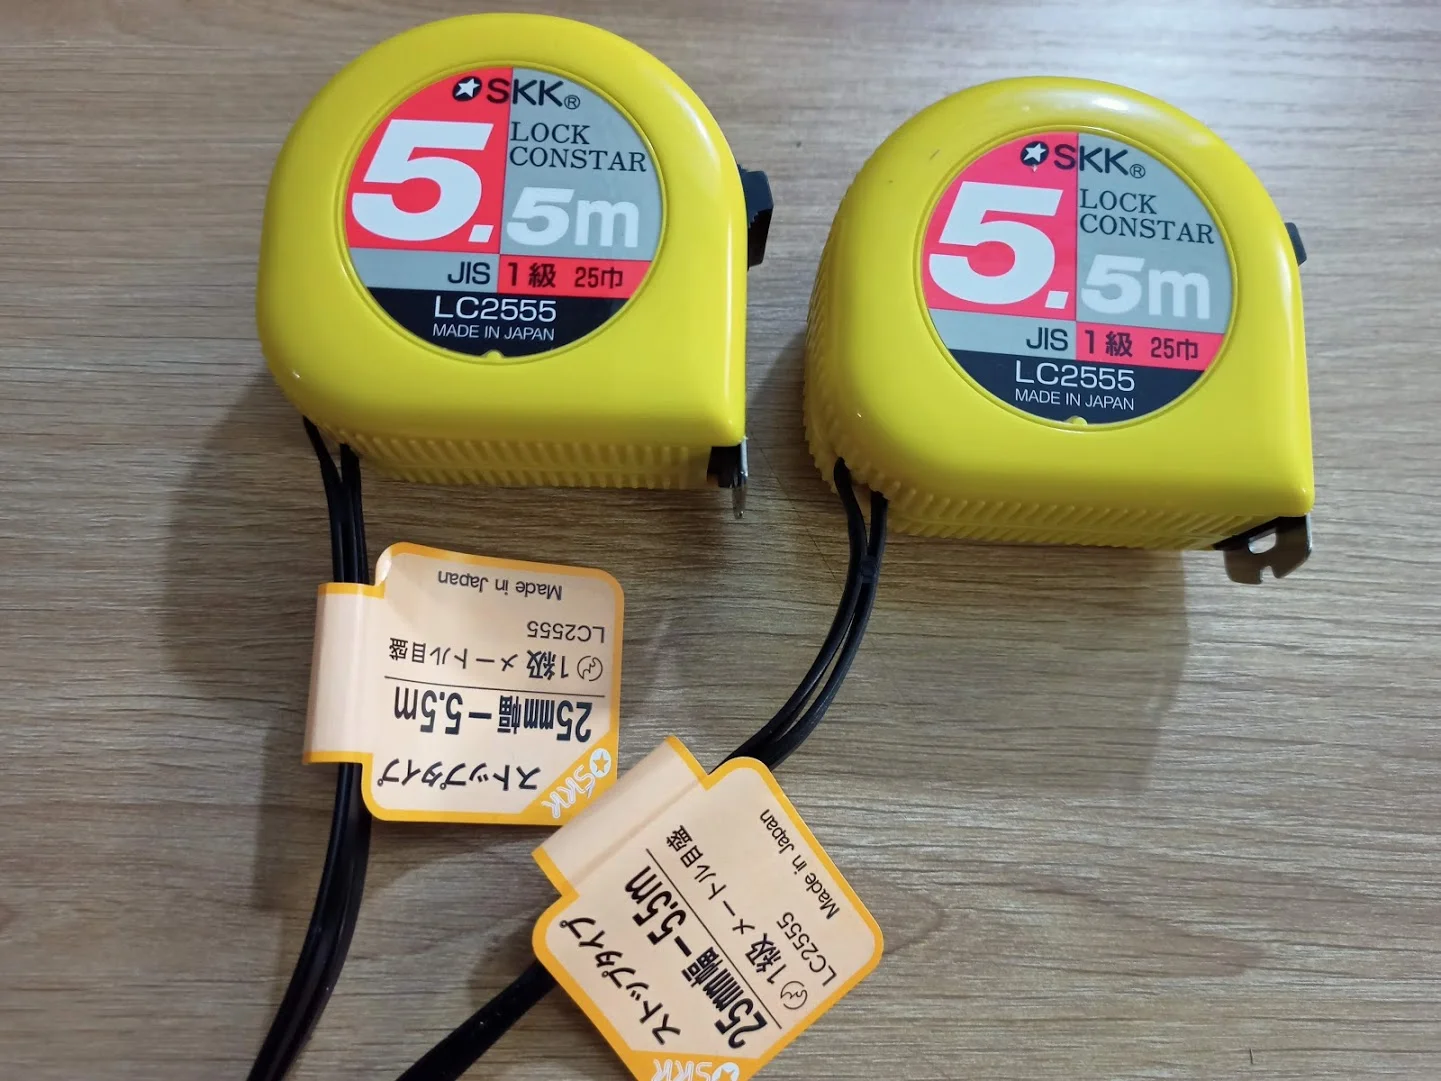 SKK®
5.5m
LOCK
CONSTAR
JIS 1級 25巾
LC2555
MADE IN JAPAN
SKK®
5.5m
LOCK
CONSTAR
JIS 1級 25巾
LC2555
MADE IN JAPAN
SKK
ストップタイプ
25mm幅ー5.5m
1級 メートル目盛
LC2555
Made in Japan
SKK
ストップタイプ
25mm幅ー5.5m
1級 メートル目盛
LC2555
Made in Japan